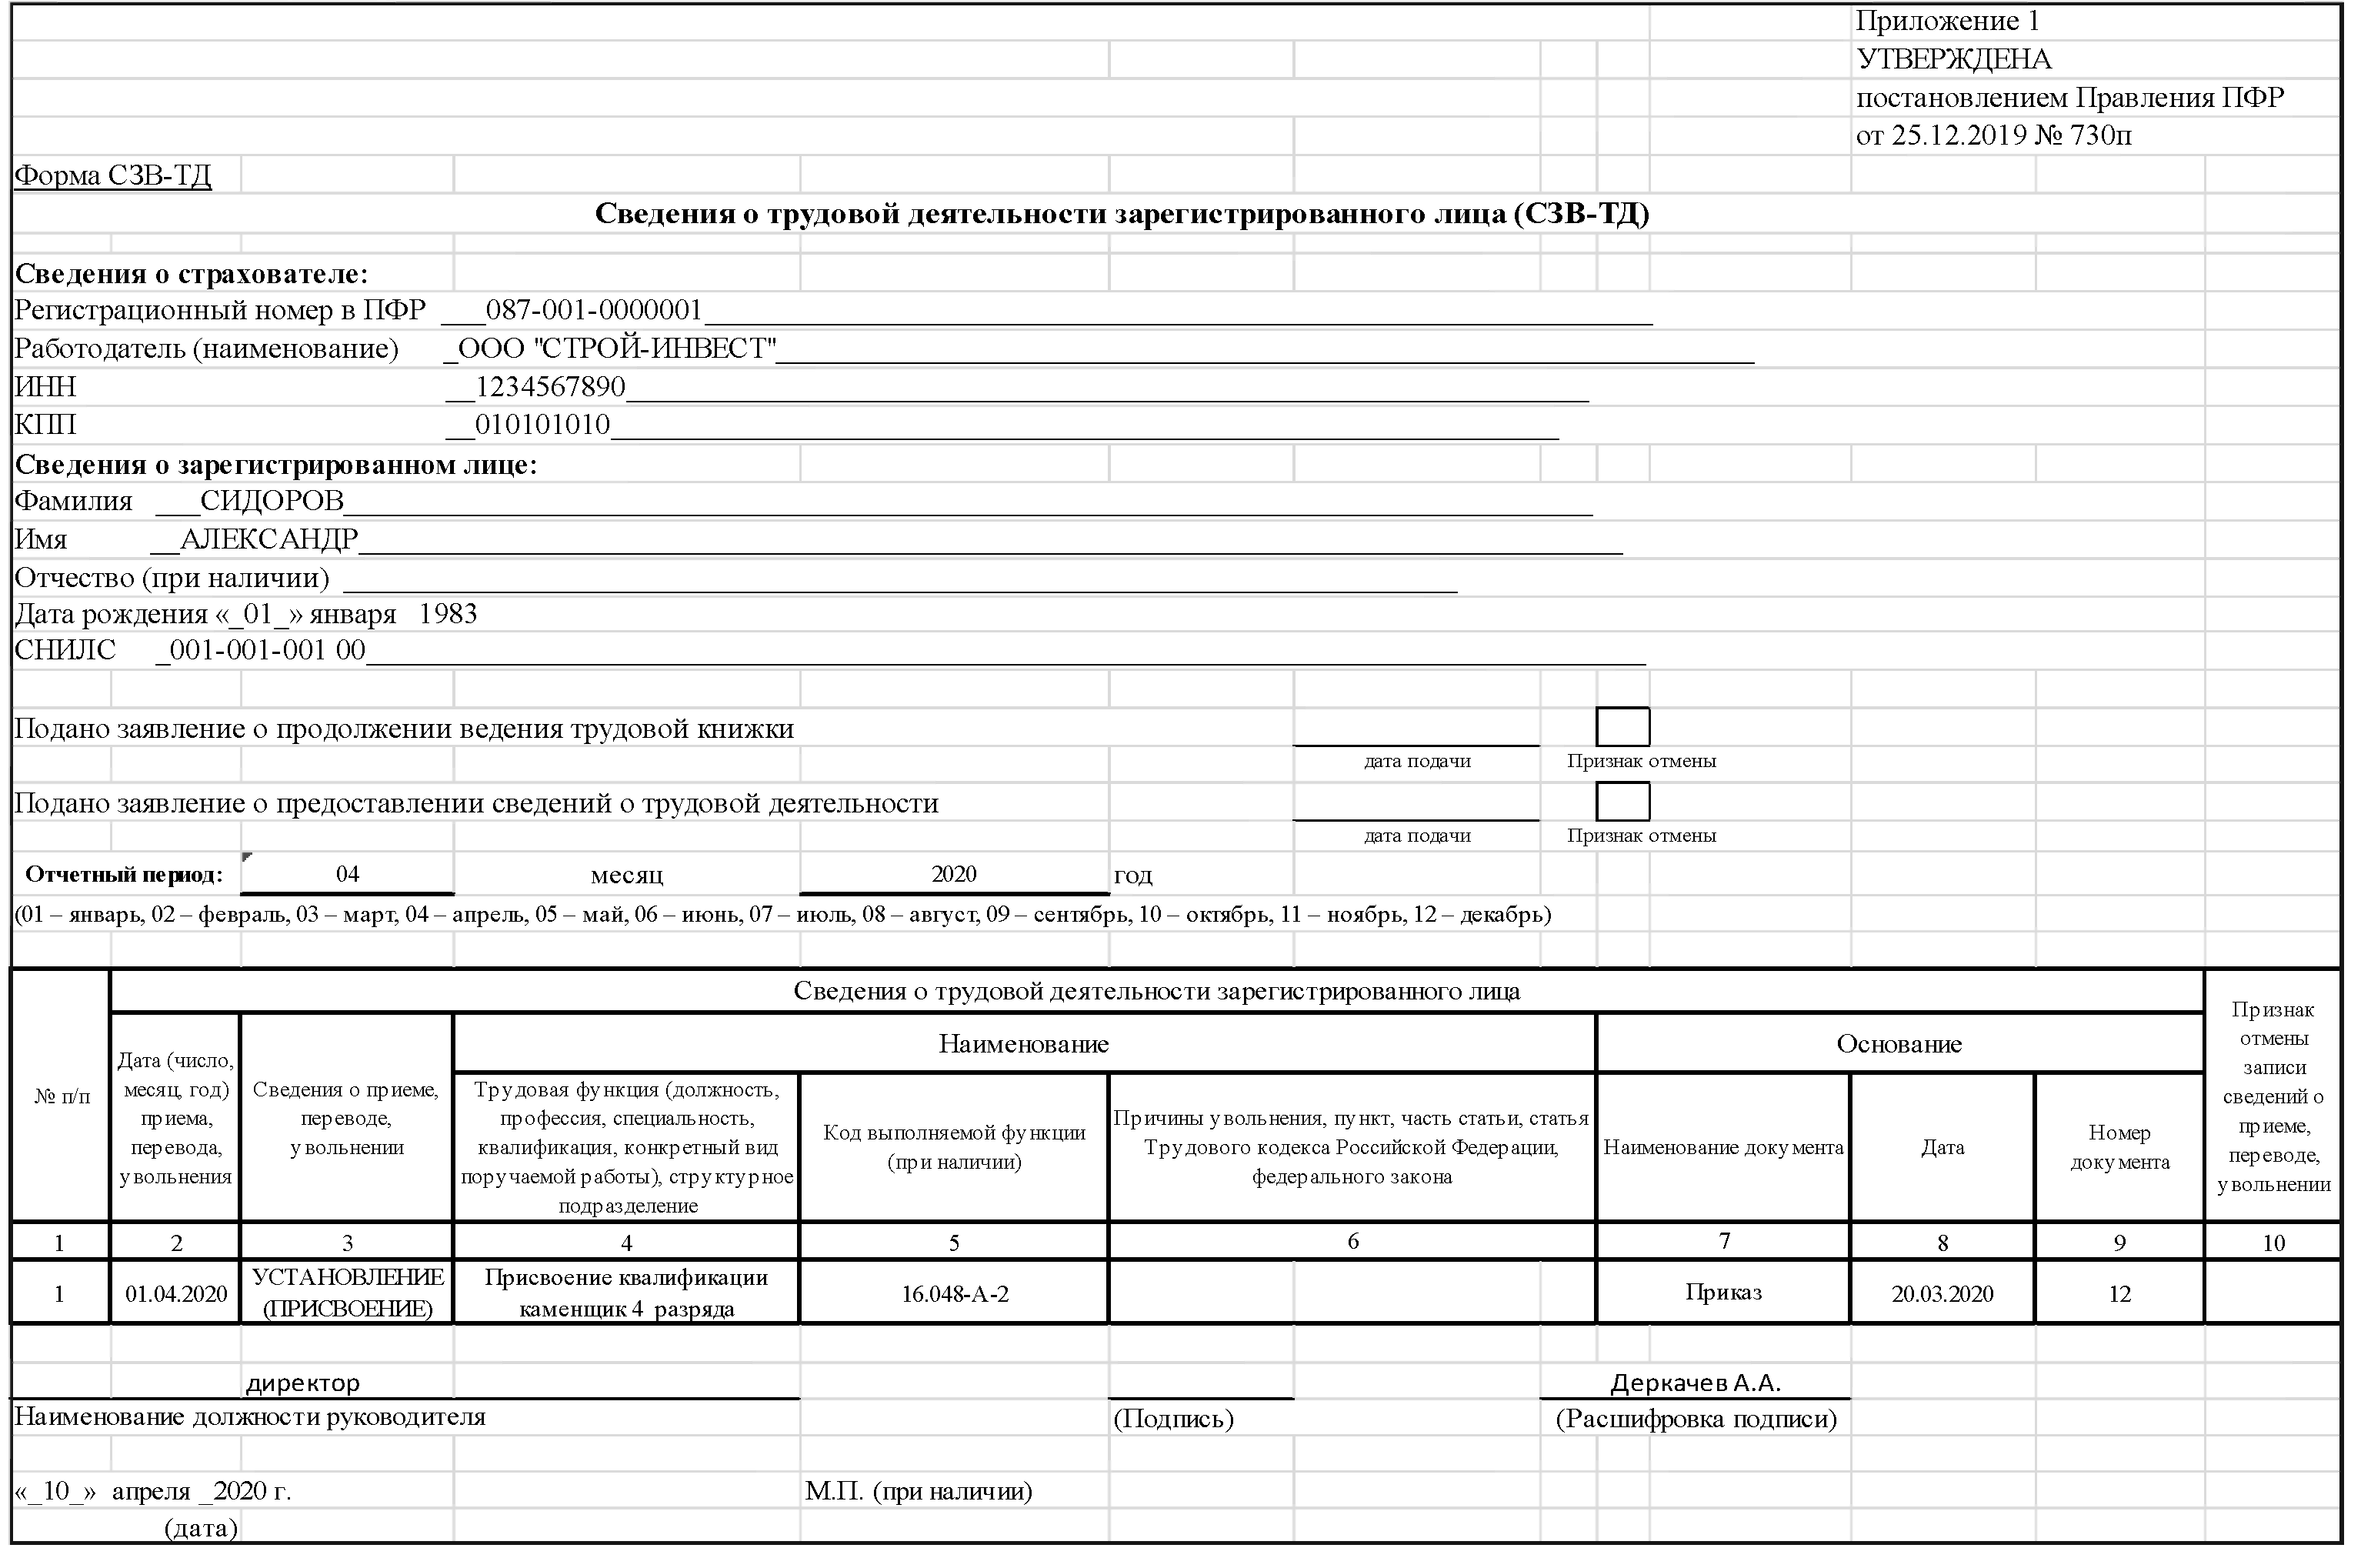 Приложение 1
УТВЕРЖДЕНА
постановлением Правления ПФР
от 25.12.2019 № 730п
Форма СЗВ-ТД
Сведения о трудовой деятельности зарегистрированного лица (СЗВ-ТД)
Сведения о страхователе:
Регистрационный номер в ПФР ___087-001-0000001
Работодатель (наименование) _ООО "СТРОЙ-ИНВЕСТ"
ИНН __1234567890
КПП __010101010
Сведения о зарегистрированном лице:
Фамилия ___СИДОРОВ
Имя __АЛЕКСАНДР
Отчество (при наличии)
Дата рождения «_01_» января 1983
СНИЛС _001-001-001 00
Подано заявление о продолжении ведения трудовой книжки
дата подачи Признак отмены
Подано заявление о предоставлении сведений о трудовой деятельности
дата подачи Признак отмены
Отчетный период: 04 месяц 2020 год
(01 – январь, 02 – февраль, 03 – март, 04 – апрель, 05 – май, 06 – июнь, 07 – июль, 08 – август, 09 – сентябрь, 10 – октябрь, 11 – ноябрь, 12 – декабрь)
№ п/п
Сведения о трудовой деятельности зарегистрированного лица
Дата (число,
месяц, год)
приема,
перевода,
увольнения
Сведения о приеме,
переводе,
увольнении
Наименование
Трудовая функция (должность,
профессия, специальность,
квалификация, конкретный вид
поручаемой работы), структурное
подразделение
Код выполняемой функции
(при наличии)
Причины увольнения, пункт, часть статьи, статья
Трудового кодекса Российской Федерации,
федерального закона
Основание
Наименование документа
Дата
Номер
документа
Признак
отмены
записи
сведений о
приеме,
переводе,
увольнении
1 2 3 4 5 6 7 8 9 10
1
01.04.2020
УСТАНОВЛЕНИЕ
(ПРИСВОЕНИЕ)
Присвоение квалификации
каменщик 4 разряда
16.048-А-2
Приказ
20.03.2020
12
директор Деркачев А.А.
Наименование должности руководителя (Подпись) (Расшифровка подписи)
«_10_» апреля _2020 г. М.П. (при наличии)
(дата)